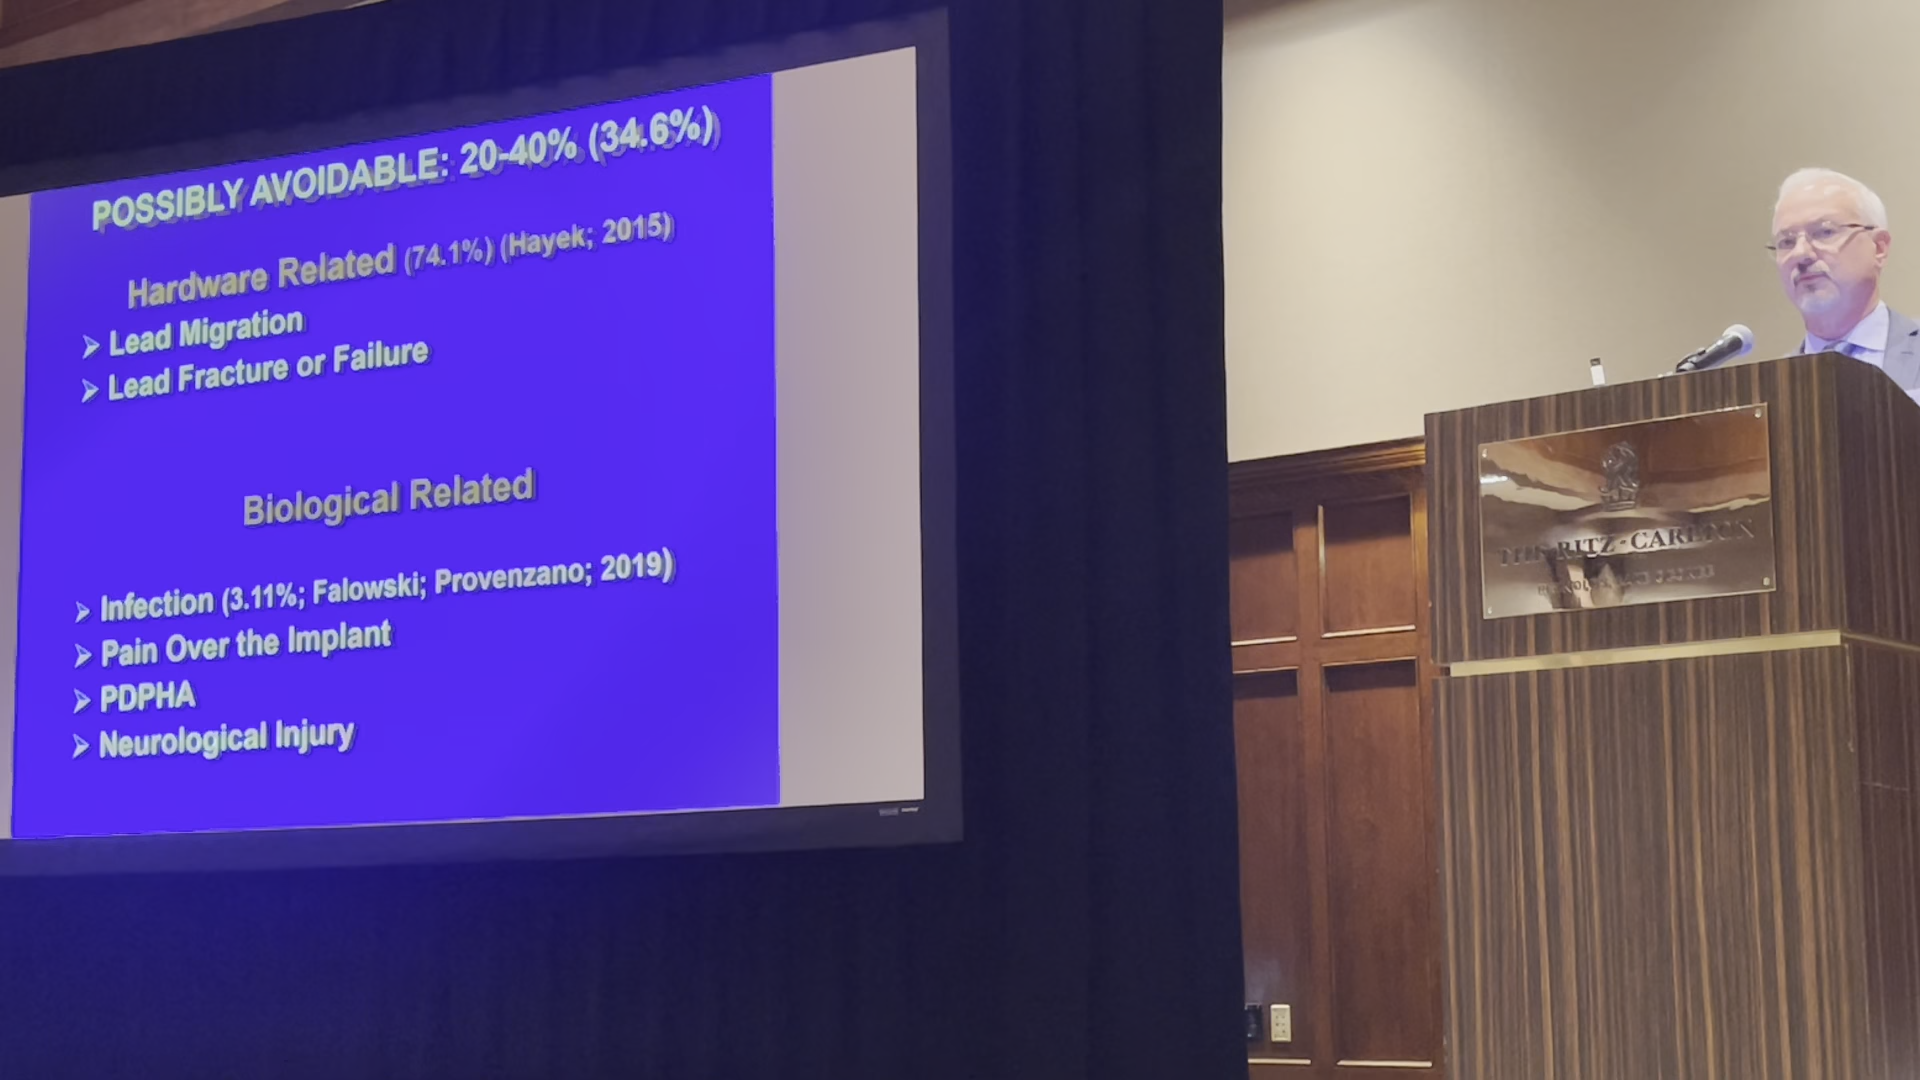 POSSIBLY AVOIDABLE: 20-40% (34.6%)
Hardware Related (74.1%) (Hayek; 2015)
➢ Lead Migration
➢ Lead Fracture or Failure
Biological Related
➢ Infection (3.11%; Falowski; Provenzano; 2019)
➢ Pain Over the Implant
➢ PDPHA
➢ Neurological Injury
THE RITZ-CARLTON